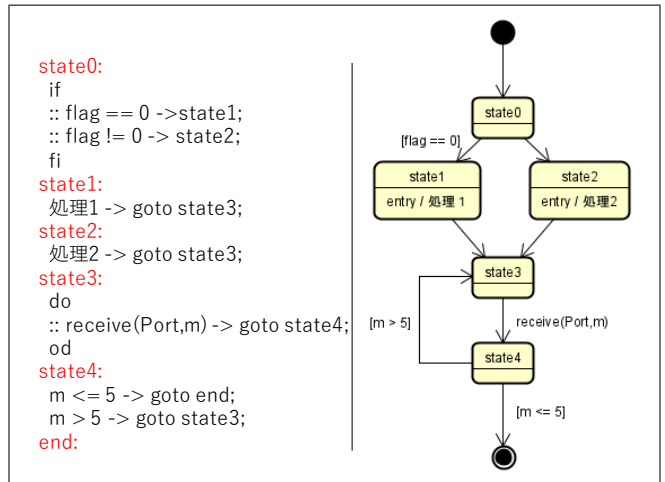 state0:
if
:: flag == 0 ->state1;
:: flag != 0 -> state2;
fi
state1:
処理1 -> goto state3;
state2:
処理2 -> goto state3;
state3:
do
:: receive(Port,m) -> goto state4;
od
state4:
m <= 5 -> goto end;
m > 5 -> goto state3;
end:
state0
[flag == 0]
state1
entry / 処理 1
state2
entry / 処理2
state3
[m > 5]
receive(Port,m)
state4
[m <= 5]